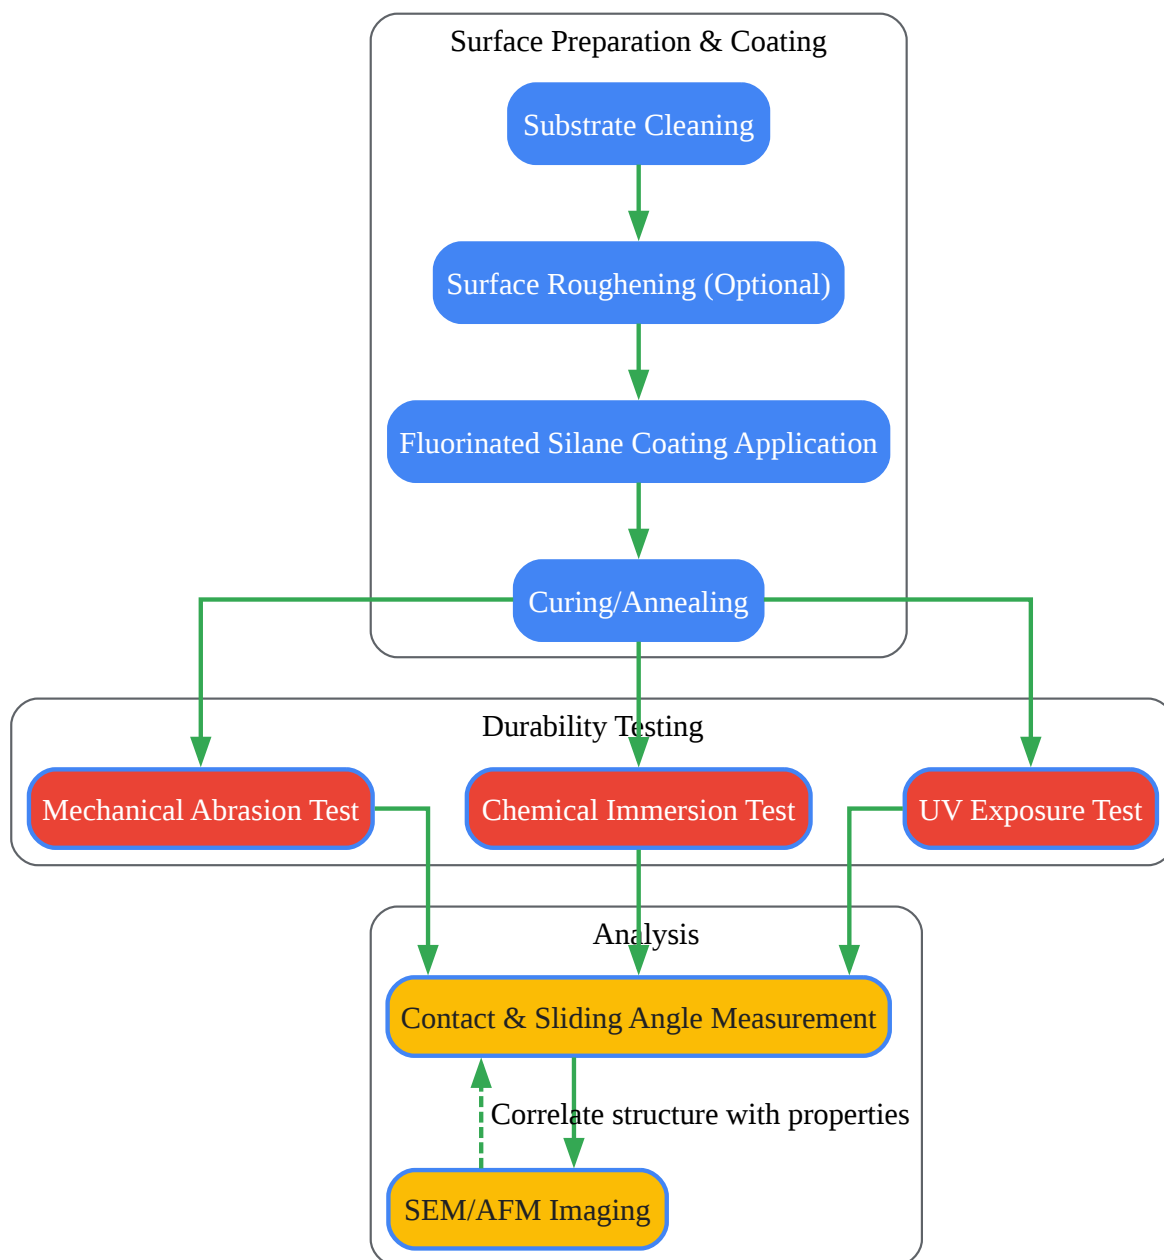 Surface Preparation & Coating
Substrate Cleaning
Surface Roughening (Optional)
Fluorinated Silane Coating Application
Curing/Annealing
Durability Testing
Mechanical Abrasion Test
Chemical Immersion Test
UV Exposure Test
Analysis
Contact & Sliding Angle Measurement
Correlate structure with properties
SEM/AFM Imaging